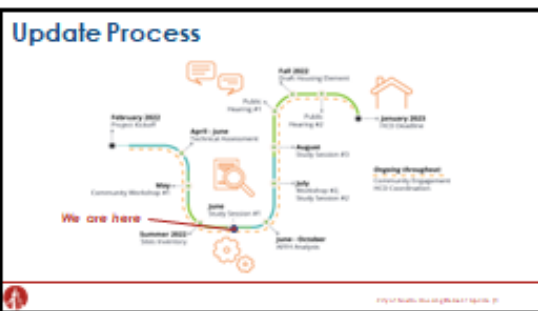 Update Process
February 2022
Project Kickoff
April - June
Technical Assessment
May
Community Workshop #1
June
Study Session #1
We are here
Summer 2022
Sites Inventory
June - October
AFFH Analysis
July
Workshop #2,
Study Session #2
August
Study Session #3
Public
Hearing #1
Fall 2022
Draft Housing Element
Public
Hearing #2
January 2023
HCD Deadline
Ongoing throughout:
Community Engagement
HCD Coordination